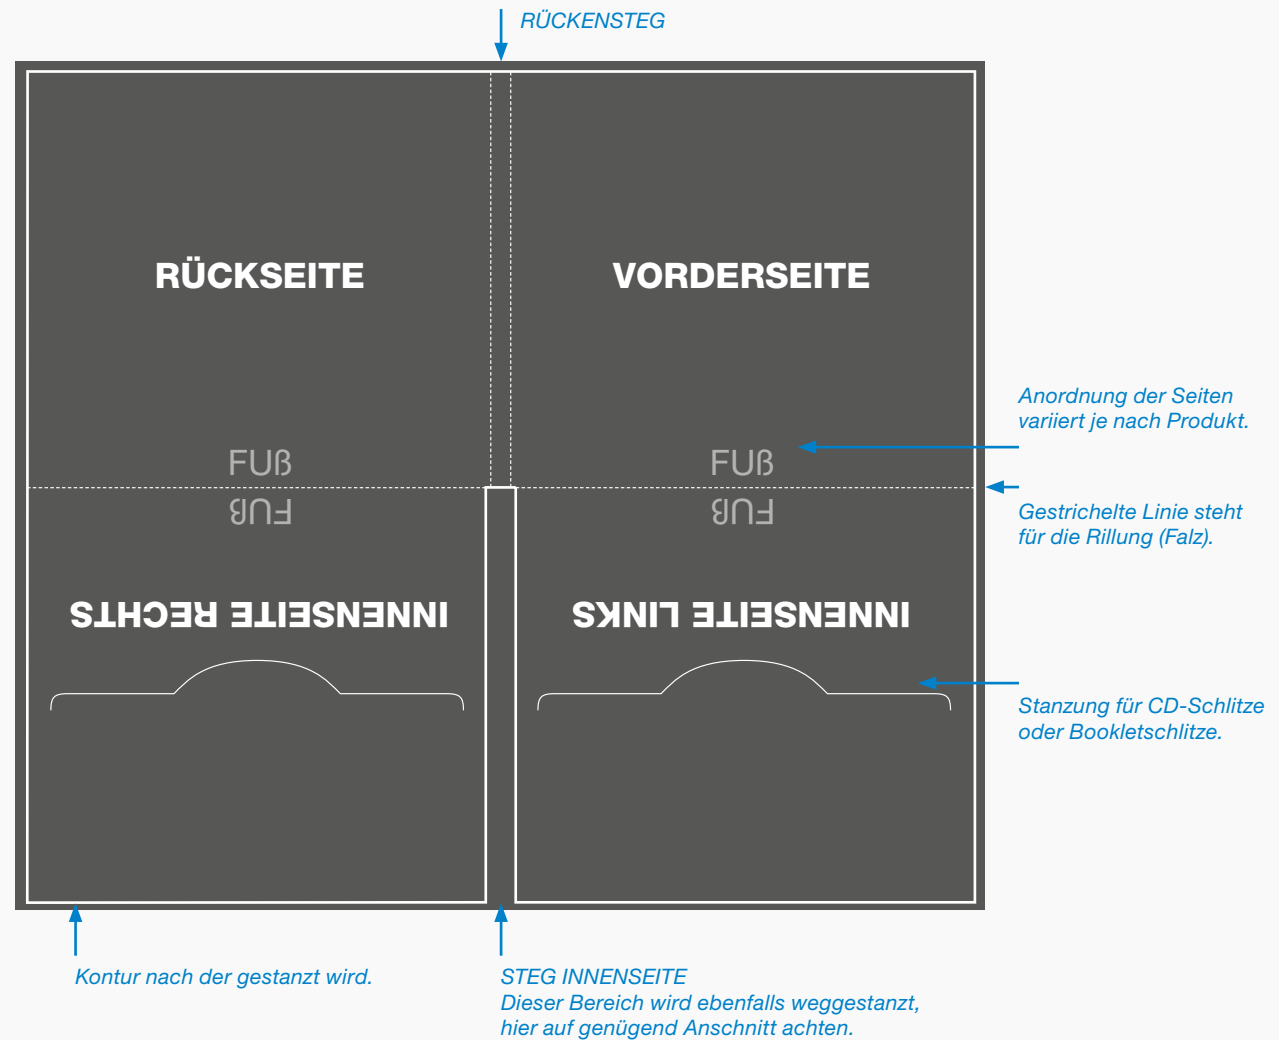 RÜCKENSTEG
RÜCKSEITE
VORDERSEITE
Anordnung der Seiten
variiert je nach Produkt.
FUß
FUß
Gestrichelte Linie steht
für die Rillung (Falz).
FUß
FUß
INNENSEITE RECHTS
INNENSEITE LINKS
Stanzung für CD-Schlitze
oder Bookletschlitze.
Kontur nach der gestanzt wird.
STEG INNENSEITE
Dieser Bereich wird ebenfalls weggestanzt,
hier auf genügend Anschnitt achten.